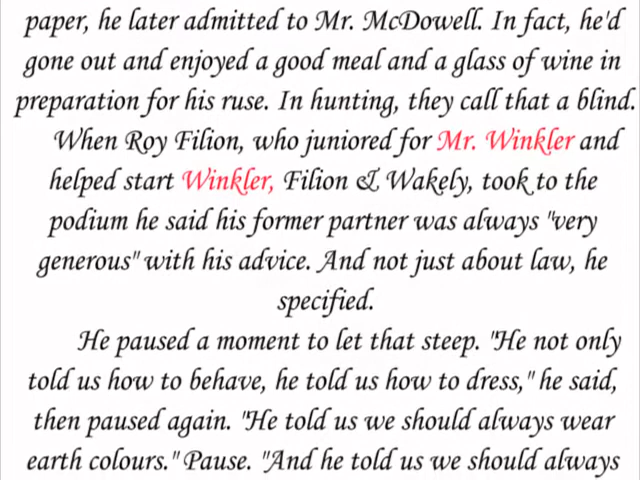 paper, he later admitted to Mr. McDowell. In fact, he'd
gone out and enjoyed a good meal and a glass of wine in
preparation for his ruse. In hunting, they call that a blind.
When Roy Filion, who juniored for Mr. Winkler and
helped start Winkler, Filion & Wakely, took to the
podium he said his former partner was always "very
generous" with his advice. And not just about law, he
specified.
He paused a moment to let that steep. "He not only
told us how to behave, he told us how to dress," he said,
then paused again. "He told us we should always wear
earth colours." Pause. "And he told us we should always